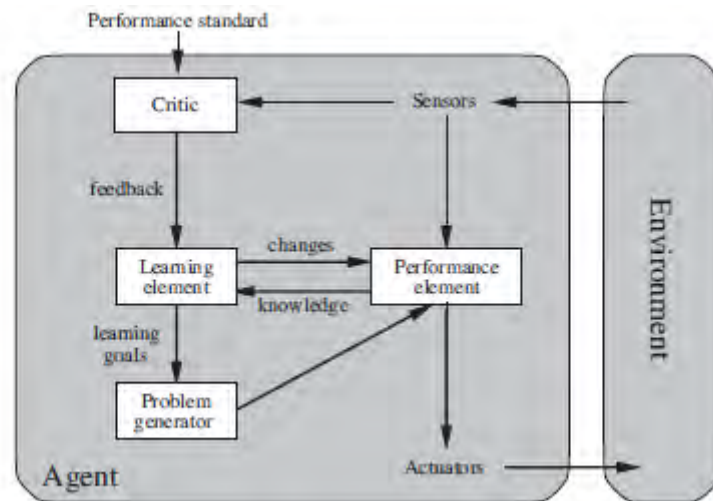 Performance standard
Critic
Sensors
feedback
changes
Learning
element
Performance
element
knowledge
learning
goals
Problem
generator
Agent
Actuators
Environment